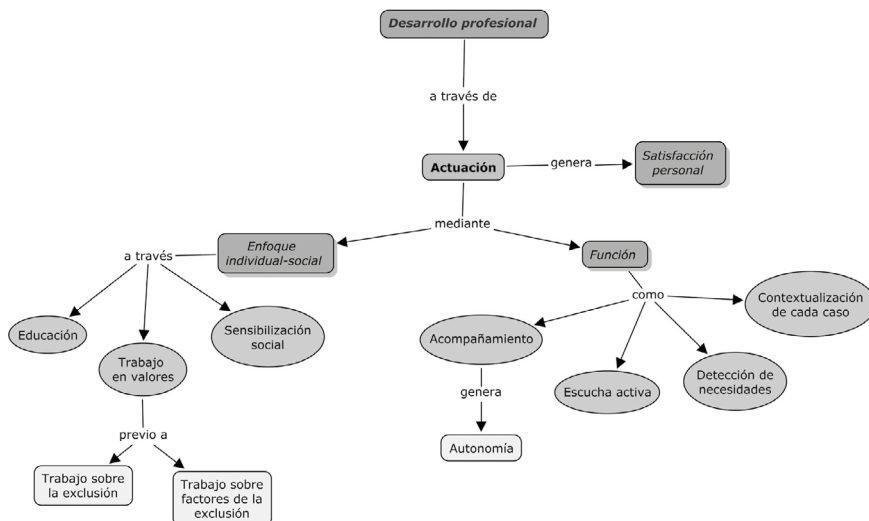 Desarrollo profesional
a través de
Actuación
genera
Satisfacción
personal
mediante
Enfoque
individual-social
Función
a través
como
Educación
Trabajo
en valores
Sensibilización
social
Acompañamiento
Escucha activa
Detección de
necesidades
Contextualización
de cada caso
previo a
genera
Trabajo sobre
la exclusión
Trabajo sobre
factores de la
exclusión
Autonomía